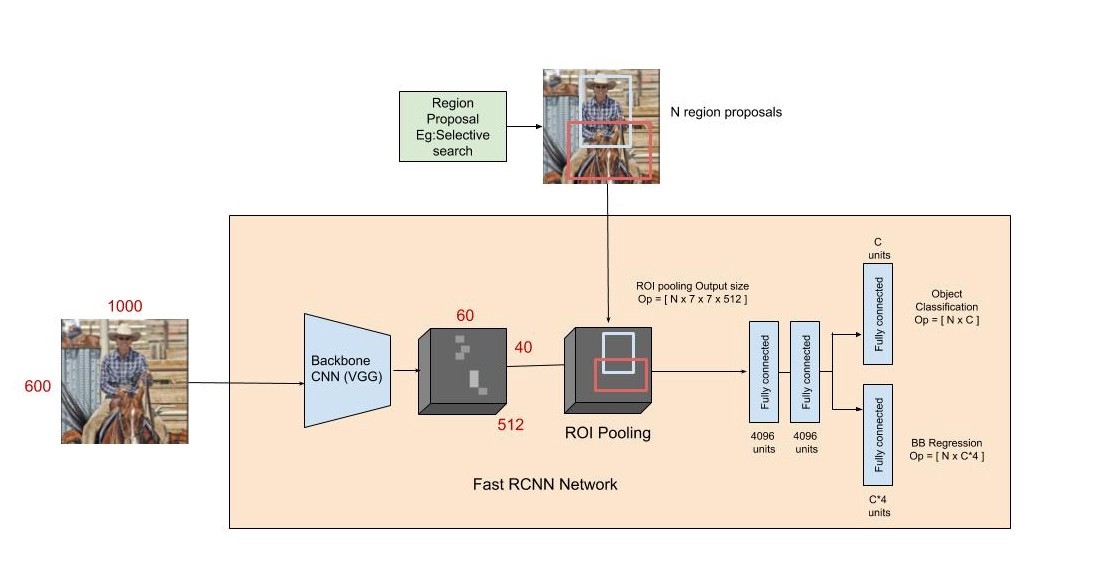 Region
Proposal
Eg:Selective
search
N region proposals
1000
600
Backbone
CNN (VGG)
60
40
512
ROI pooling Output size
Op = [ N x 7 x 7 x 512 ]
ROI Pooling
Fully connected
4096
units
Fully connected
4096
units
C
units
Fully connected
Object
Classification
Op = [ N x C ]
Fully connected
C*4
units
BB Regression
Op = [ N x C*4 ]
Fast RCNN Network